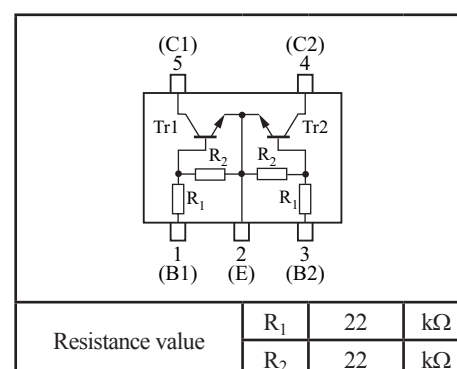 (C1) (C2)
5 4
Tr1 Tr2
R₂ R₂
R₁ R₁
1 2 3
(B1) (E) (B2)
Resistance value R₁ 22 kΩ
R₂ 22 kΩ